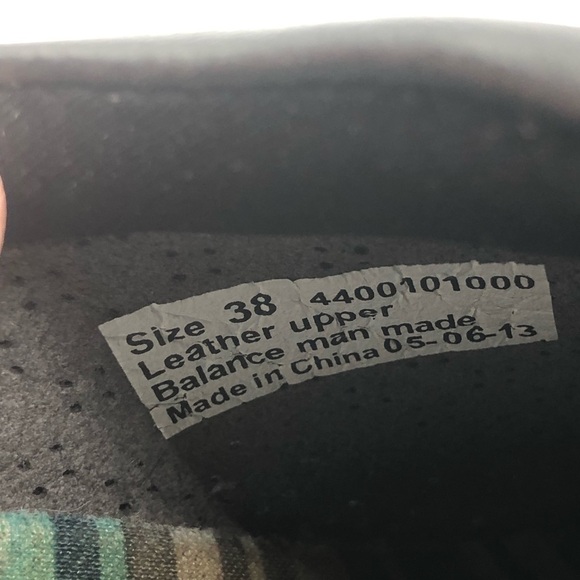 Size 38 4400101000
Leather upper
Balance man made
Made in China 05-06-13